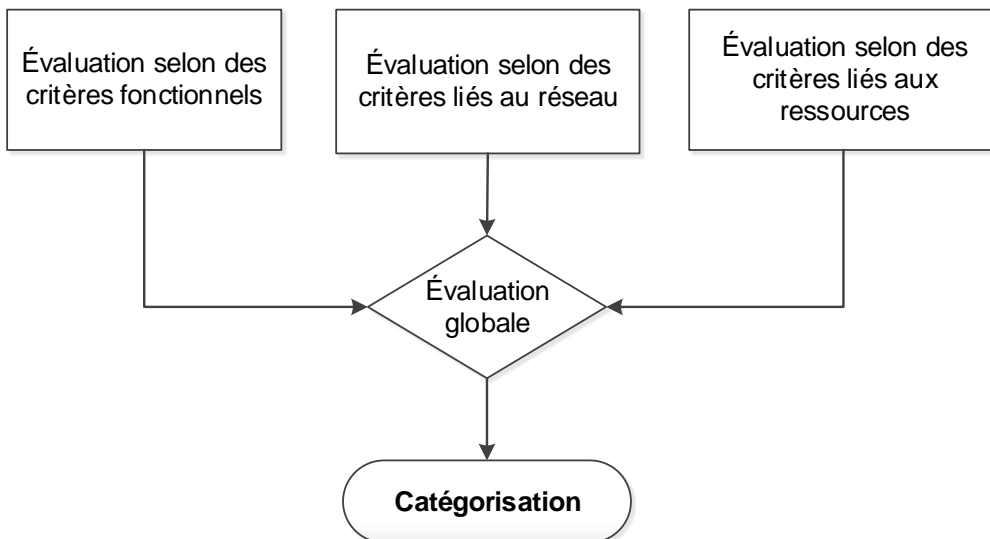 Évaluation selon des
critères fonctionnels
Évaluation selon des
critères liés au réseau
Évaluation selon des
critères liés aux
ressources
Évaluation
globale
Catégorisation